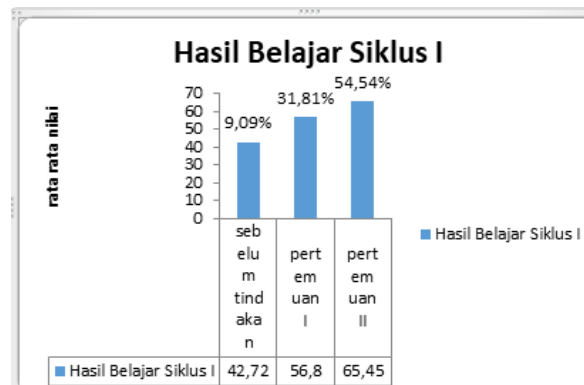 Hasil Belajar Siklus I
rata rata nilai
70
60
50
40
30
20
10
0
9,09%
31,81%
54,54%
seb
elu
m
tind
aka
n
pert
em
uan
I
pert
em
uan
II
Hasil Belajar Siklus I
Hasil Belajar Siklus I 42,72 56,8 65,45